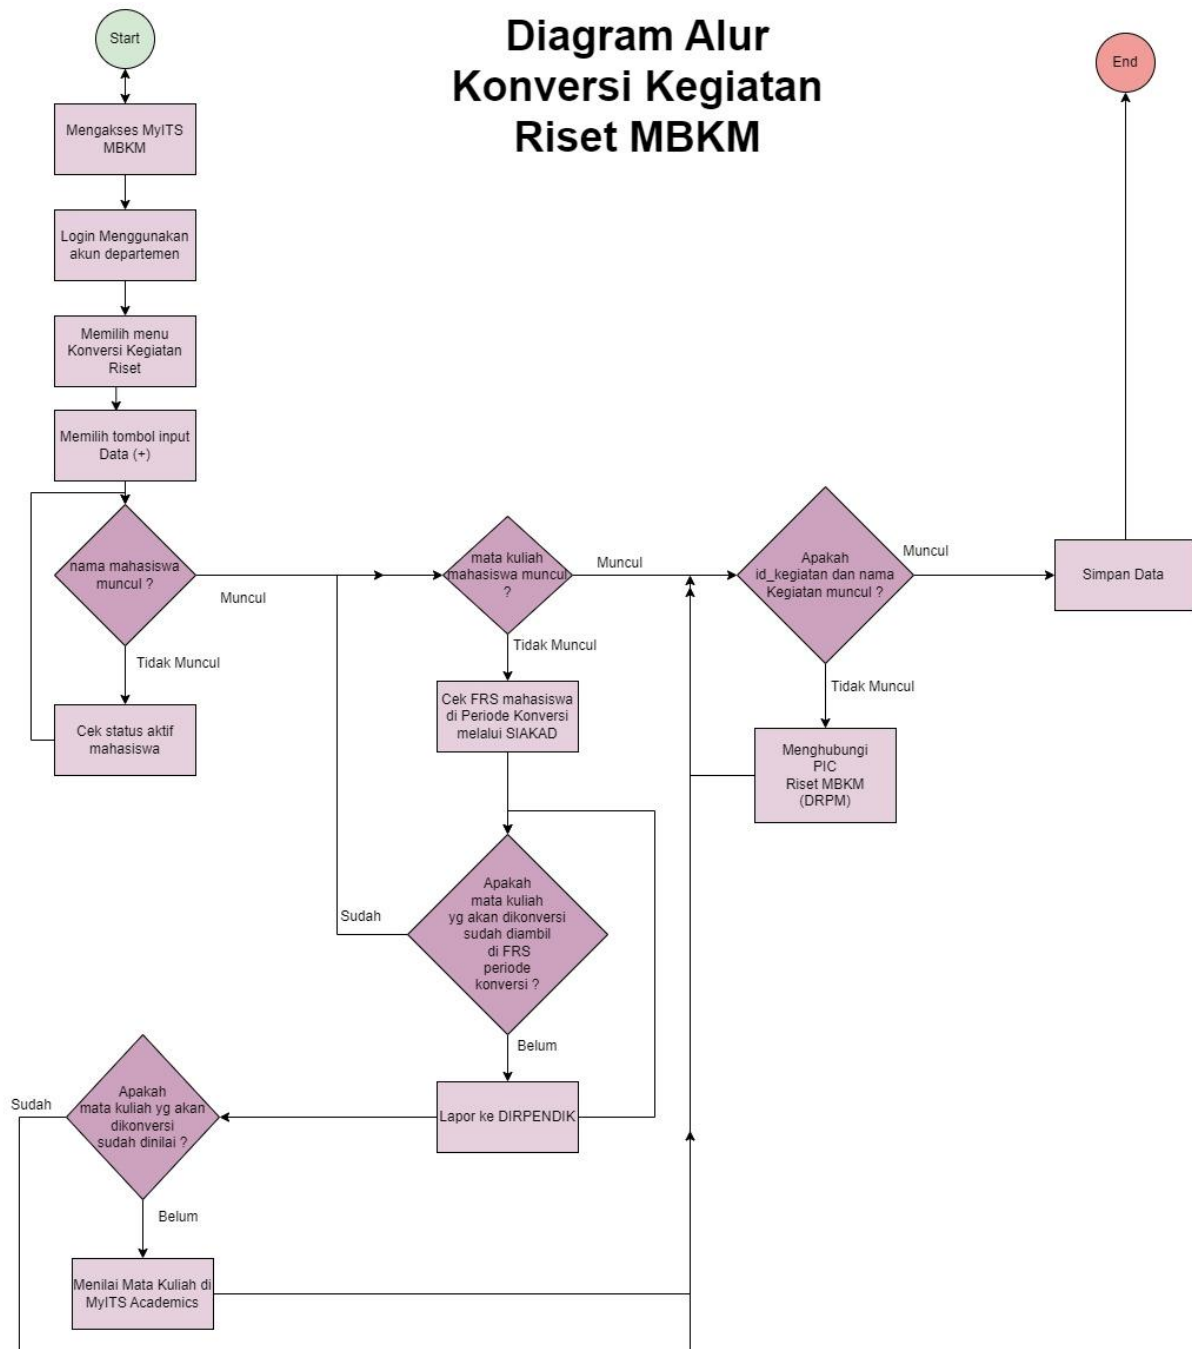 Diagram Alur
Konversi Kegiatan
Riset MBKM
Start
End
Mengakses MyITS
MBKM
Login Menggunakan
akun departemen
Memilih menu
Konversi Kegiatan
Riset
Memilih tombol input
Data (+)
nama mahasiswa
muncul ?
Muncul
Tidak Muncul
Cek status aktif
mahasiswa
mata kuliah
mahasiswa muncul
?
Muncul
Tidak Muncul
Cek FRS mahasiswa
di Periode Konversi
melalui SIAKAD
Apakah
id_kegiatan dan nama
Kegiatan muncul ?
Muncul
Simpan Data
Tidak Muncul
Menghubungi
PIC
Riset MBKM
(DRPM)
Apakah
mata kuliah
yg akan dikonversi
sudah diambil
di FRS
periode
konversi ?
Sudah
Belum
Lapor ke DIRPENDIK
Apakah
mata kuliah yg akan
dikonversi
sudah dinilai ?
Sudah
Belum
Menilai Mata Kuliah di
MyITS Academics